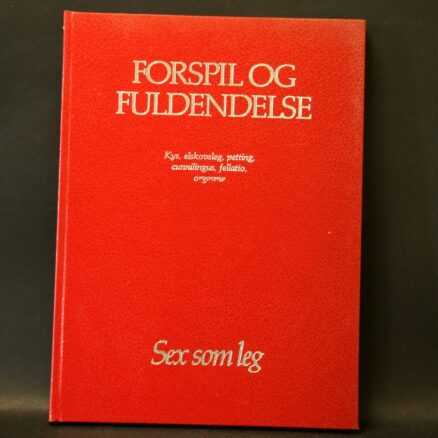 FORSPIL OG
FULDENDELSE
Kys, elskovsleg, petting,
cunnilingus, fellatio,
orgasme
Sex som leg